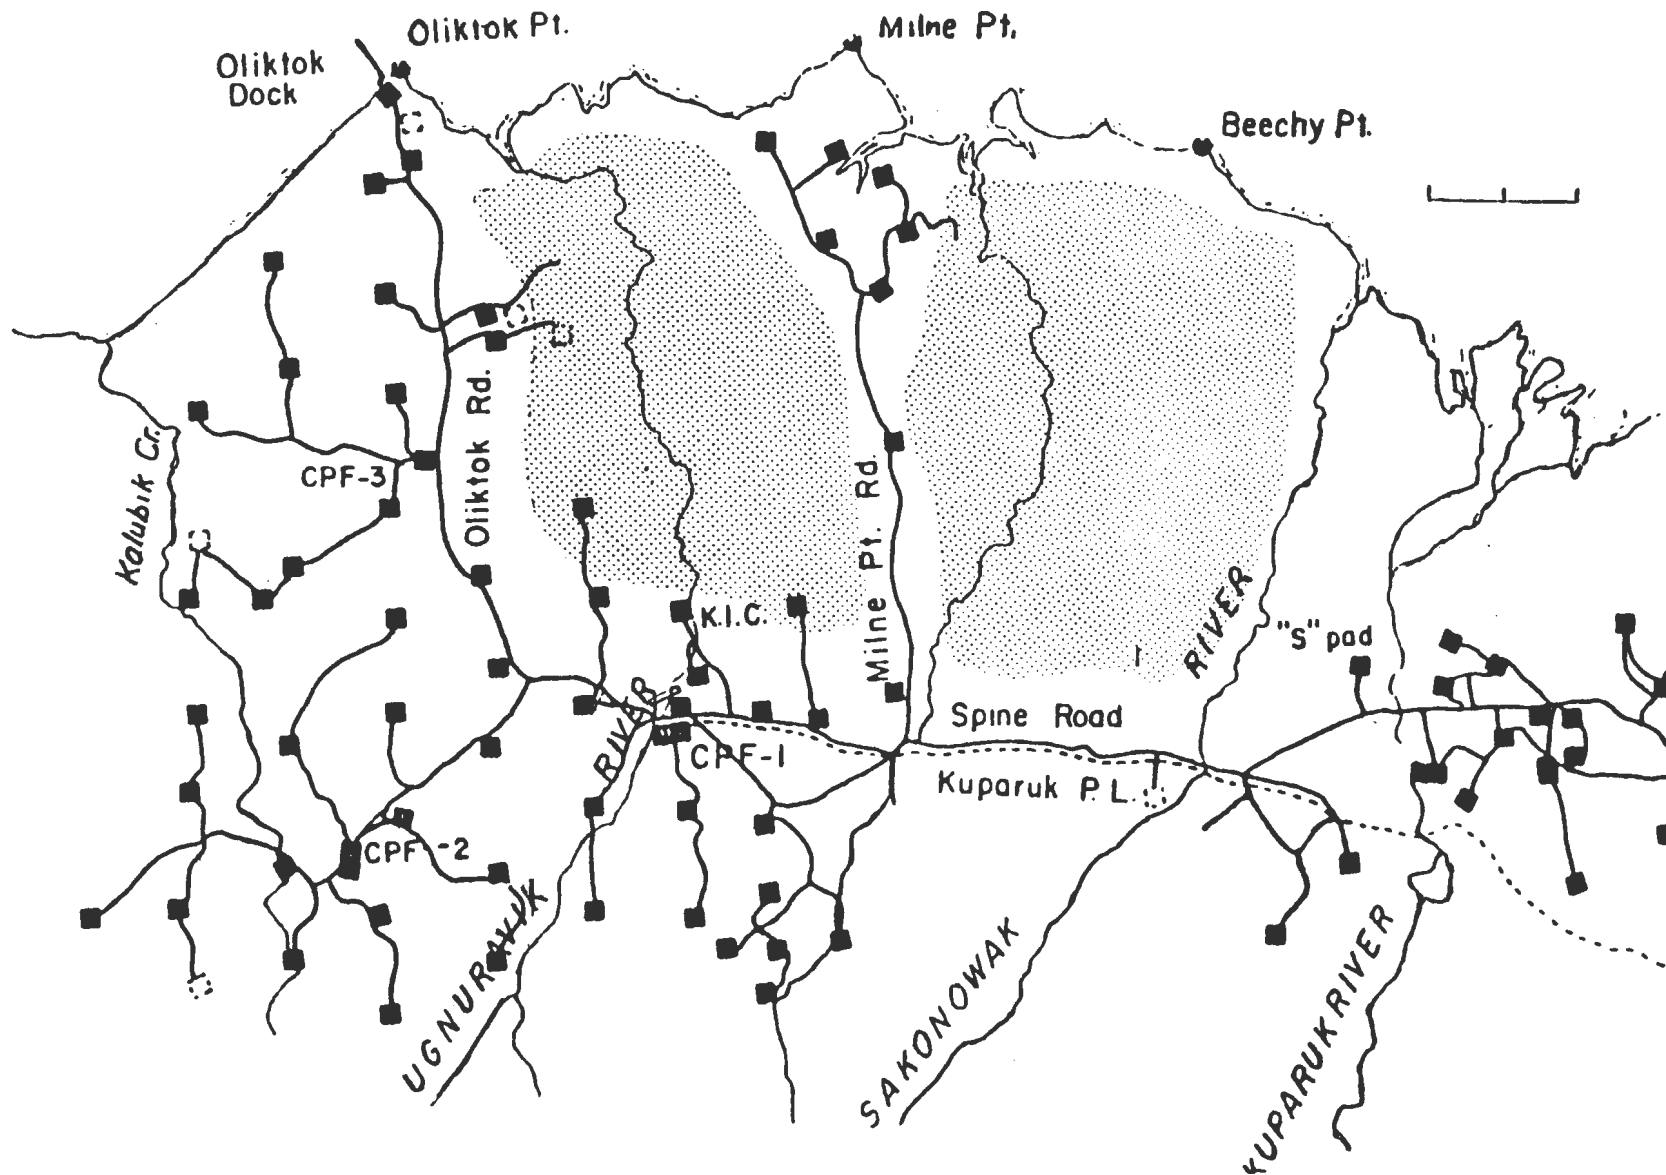 Oliktok Pt.
Milne Pt.
Oliktok
Dock
Beechy Pt.
Oliktok Rd.
CPF-3
Kalubik Cr.
Milne Pt. Rd
K.I.C.
RIVER
"S" pad
RIVER
Spine Road
CPF-1
Kuparuk P.L.
CPF-2
UGNURAVIK
SAKONOWAK
KUPARUK RIVER